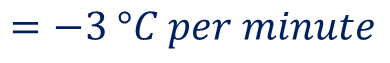 = −3 °C per minute